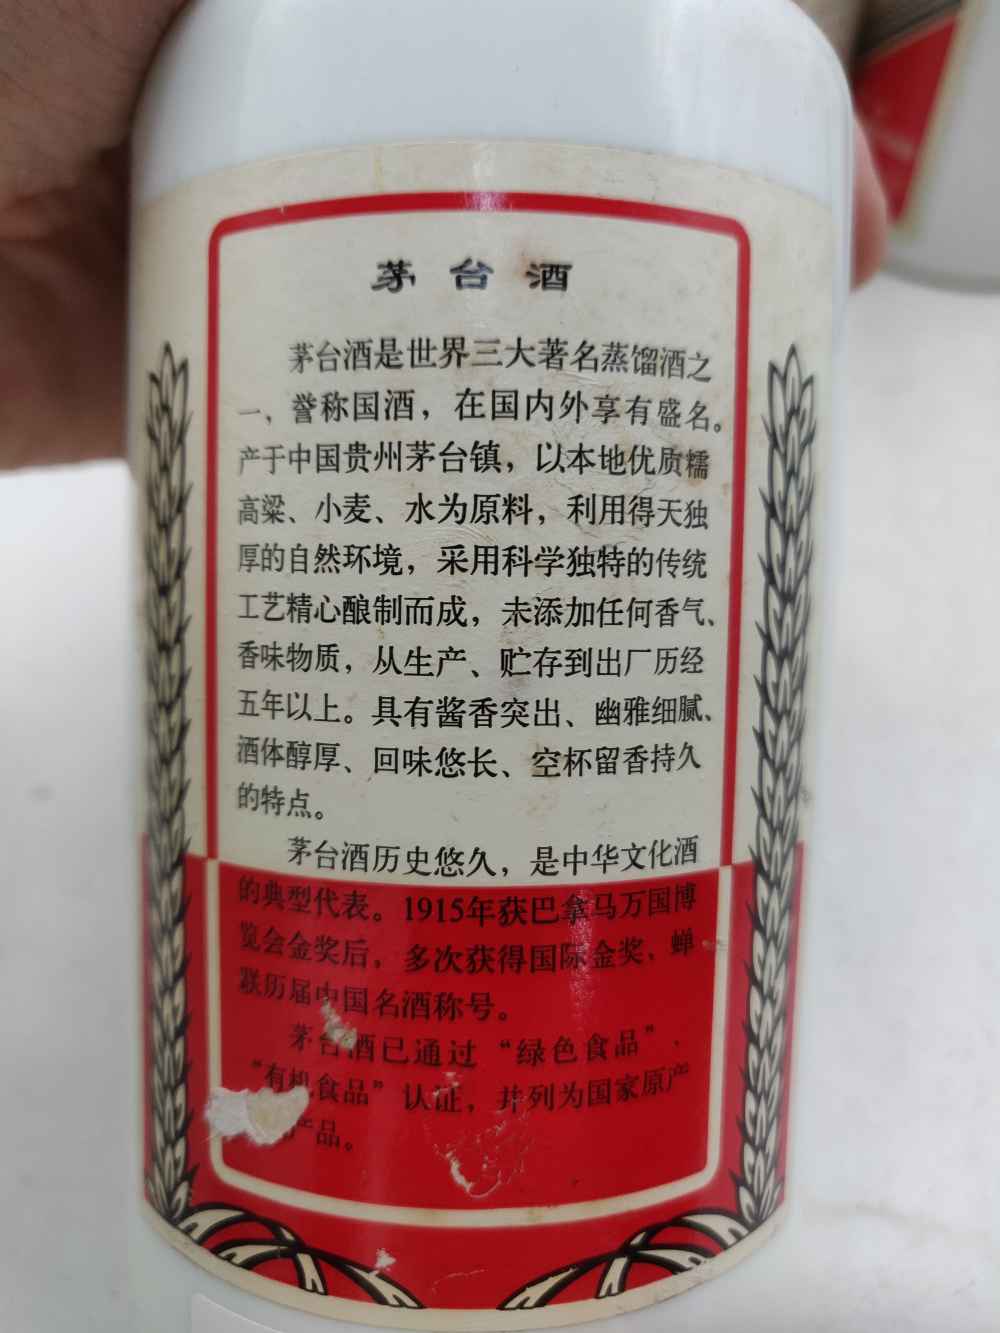 茅台酒
茅台酒是世界三大著名蒸馏酒之
一，誉称国酒，在国内外享有盛名。
产于中国贵州茅台镇，以本地优质糯
高粱、小麦、水为原料，利用得天独
厚的自然环境，采用科学独特的传统
工艺精心酿制而成，未添加任何香气、
香味物质，从生产、贮存到出厂历经
五年以上。具有酱香突出、幽雅细腻、
酒体醇厚、回味悠长、空杯留香持久
的特点。
茅台酒历史悠久，是中华文化酒
的典型代表。1915年获巴拿马万国博
览会金奖后，多次获得国际金奖、蝉
联历届中国名酒称号。
茅台酒已通过“绿色食品”、
“有机食品”认证，并列为国家原产
产品。